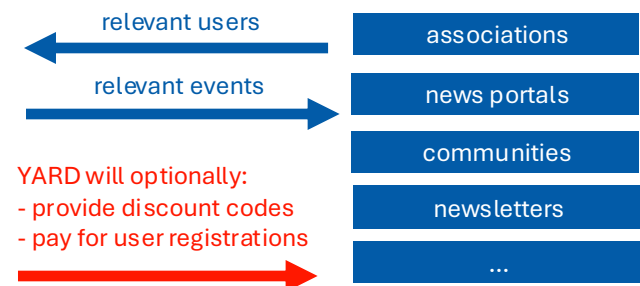 relevant users
associations
relevant events
news portals
communities
YARD will optionally:
- provide discount codes
- pay for user registrations
newsletters
...